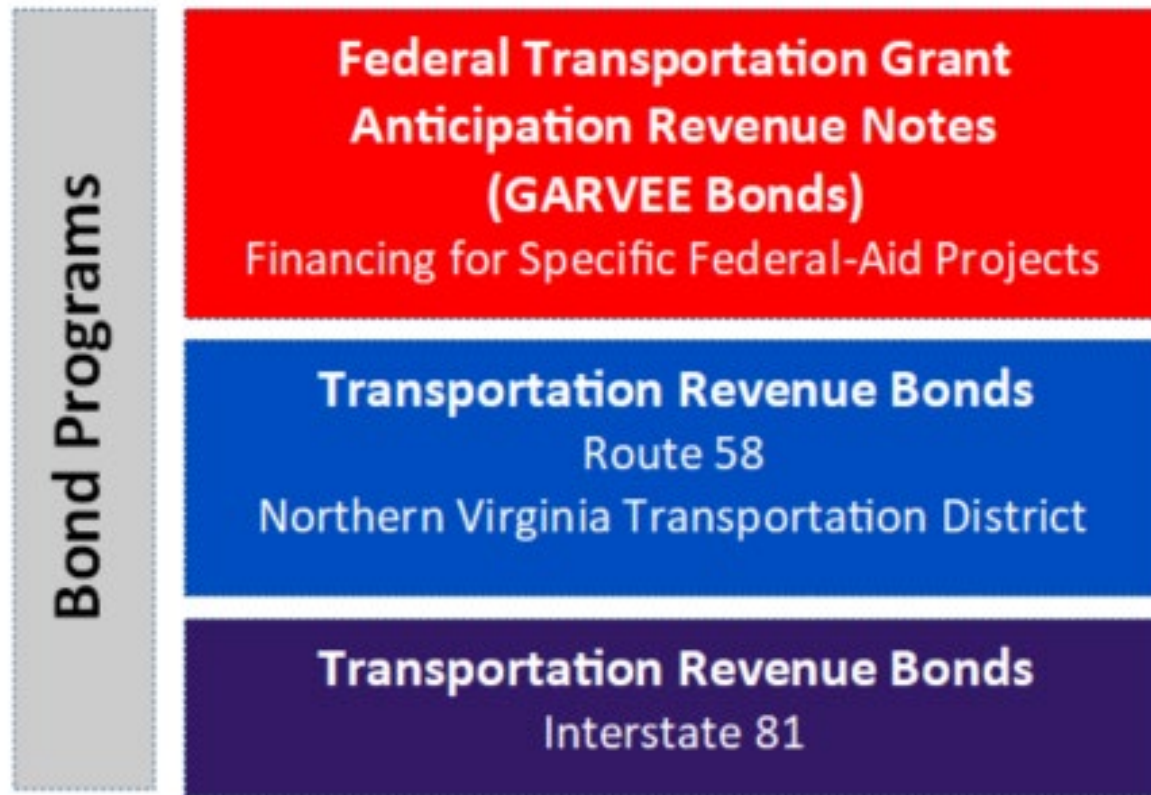 Bond Programs
Federal Transportation Grant
Anticipation Revenue Notes
(GARVEE Bonds)
Financing for Specific Federal-Aid Projects
Transportation Revenue Bonds
Route 58
Northern Virginia Transportation District
Transportation Revenue Bonds
Interstate 81